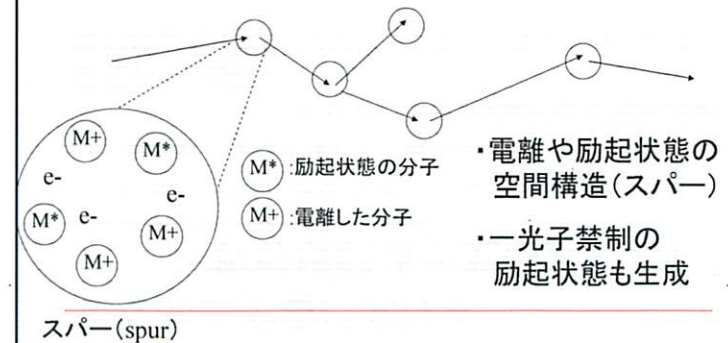 M+
M*
e-
e-
M*
e-
M+
M+
M* :励起状態の分子
M+ :電離した分子
・電離や励起状態の
空間構造(スパー)
・一光子禁制の
励起状態も生成
スパー(spur)